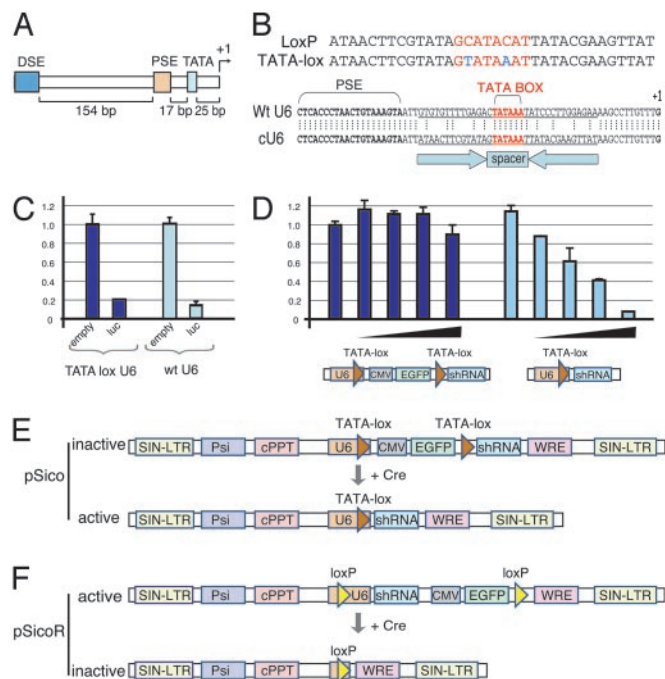 A
DSE
PSE
TATA
+1
154 bp
17 bp
25 bp
B
LoxP ATAACTTCGTATAGCATACATTATACGAAGTTAT
TATA-lox ATAACTTCGTATAGTATAAATTATACGAAGTTAT
PSE
TATA BOX
+1
Wt U6 CTCACCCTAACTGTAAAGTAATTGTGTGTTTTGAGACTATAAATATCCCTTGGAGAAAAGCCTTGTTTG
cU6 CTCACCCTAACTGTAAAGTAATTATAACTTCGTATAGTATAAATTATACGAAGTTATAAGCCTTGTTTG
spacer
C
1.2
1.0
0.8
0.6
0.4
0.2
0
empty
luc
empty
luc
TATA lox U6
wt U6
D
1.2
1.0
0.8
0.6
0.4
0.2
0
TATA-lox
TATA-lox
TATA-lox
U6
CMV
EGFP
shRNA
U6
shRNA
E
TATA-lox
TATA-lox
pSico
inactive
SIN-LTR
Psi
cPPT
U6
CMV
EGFP
shRNA
WRE
SIN-LTR
+ Cre
TATA-lox
active
SIN-LTR
Psi
cPPT
U6
shRNA
WRE
SIN-LTR
F
loxP
loxP
pSicoR
active
SIN-LTR
Psi
cPPT
U6
shRNA
CMV
EGFP
WRE
SIN-LTR
+ Cre
loxP
inactive
SIN-LTR
Psi
cPPT
WRE
SIN-LTR